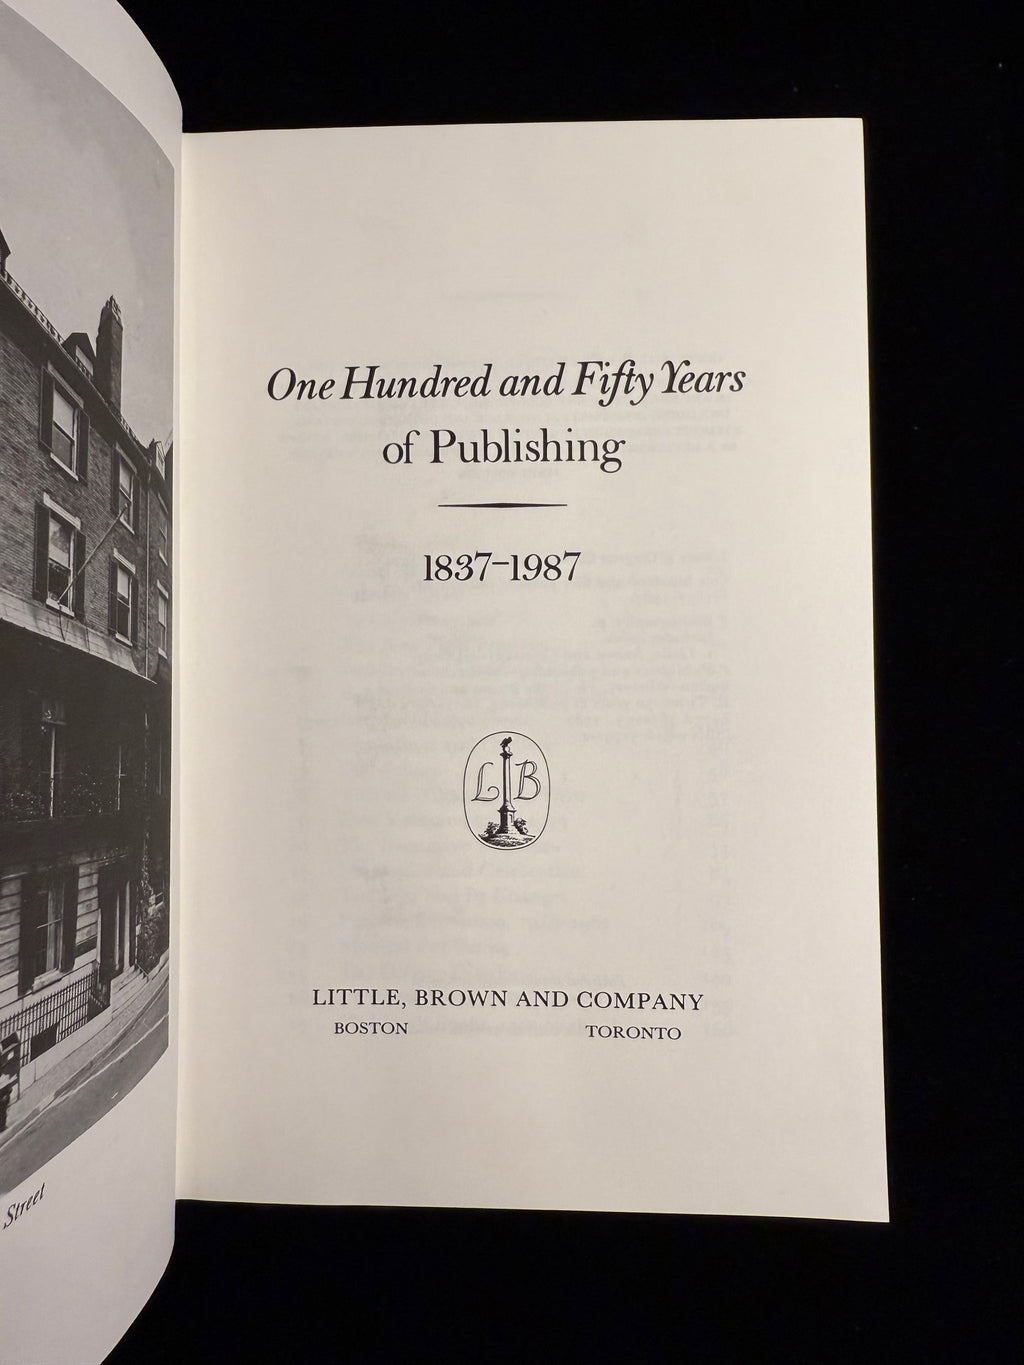 One Hundred and Fifty Years
of Publishing
1837–1987
L B
LITTLE, BROWN AND COMPANY
BOSTON TORONTO
Street